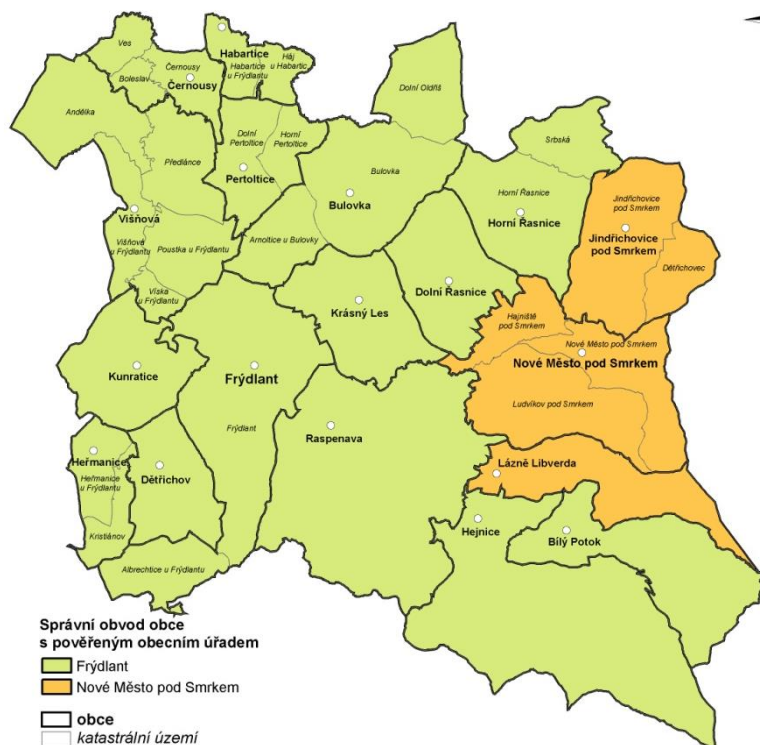 Ves
Habartice
Černousy
Háj
u Habartic
Habartice
u Frýdlantu
Boleslav
Černousy
Dolní Oldříš
Andělka
Srbská
Dolní
Pertoltice
Horní
Pertoltice
Předlánce
Bulovka
Pertoltice
Horní Řasnice
Jindřichovice
pod Smrkem
Bulovka
Višňová
Horní Řasnice
Jindřichovice
pod Smrkem
Višňová
u Frýdlantu
Poustka u Frýdlantu
Arnoltice u Bulovky
Dětřichovec
Víska
u Frýdlantu
Dolní Řasnice
Krásný Les
Hajniště
pod Smrkem
Nové Město pod Smrkem
Nové Město pod Smrkem
Kunratice
Frýdlant
Ludvíkov pod Smrkem
Frýdlant
Raspenava
Heřmanice
Heřmanice
u Frýdlantu
Dětřichov
Lázně Libverda
Kristiánov
Hejnice
Bílý Potok
Albrechtice u Frýdlantu
Správní obvod obce
s pověřeným obecním úřadem
Frýdlant
Nové Město pod Smrkem
obce
katastrální území